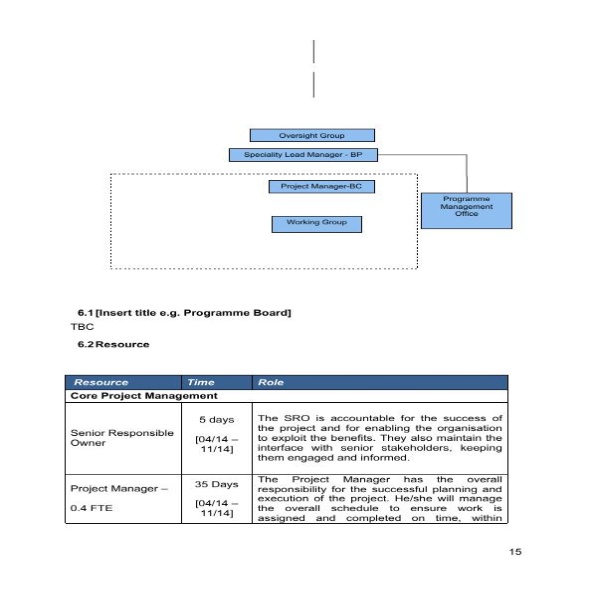 Oversight Group
Speciality Lead Manager - BP
Project Manager-BC
Programme
Management
Office
Working Group
6.1 [Insert title e.g. Programme Board]
TBC
6.2 Resource
Resource Time Role
Core Project Management
Senior Responsible
Owner
5 days
[04/14 –
11/14]
The SRO is accountable for the success of
the project and for enabling the organisation
to exploit the benefits. They also maintain the
interface with senior stakeholders, keeping
them engaged and informed.
Project Manager –
0.4 FTE
35 Days
[04/14 –
11/14]
The Project Manager has the overall
responsibility for the successful planning and
execution of the project. He/she will manage
the overall schedule to ensure work is
assigned and completed on time, within
15